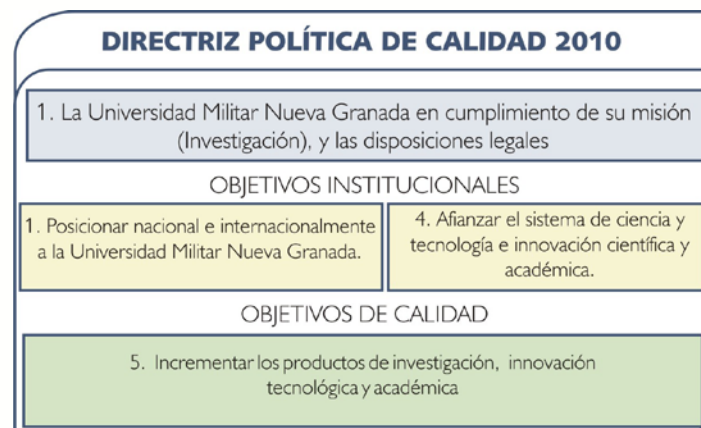 DIRECTRIZ POLÍTICA DE CALIDAD 2010
1. La Universidad Militar Nueva Granada en cumplimiento de su misión
(Investigación), y las disposiciones legales
OBJETIVOS INSTITUCIONALES
1. Posicionar nacional e internacionalmente
a la Universidad Militar Nueva Granada.
4. Afianzar el sistema de ciencia y
tecnología e innovación científica y
académica.
OBJETIVOS DE CALIDAD
5. Incrementar los productos de investigación, innovación
tecnológica y académica